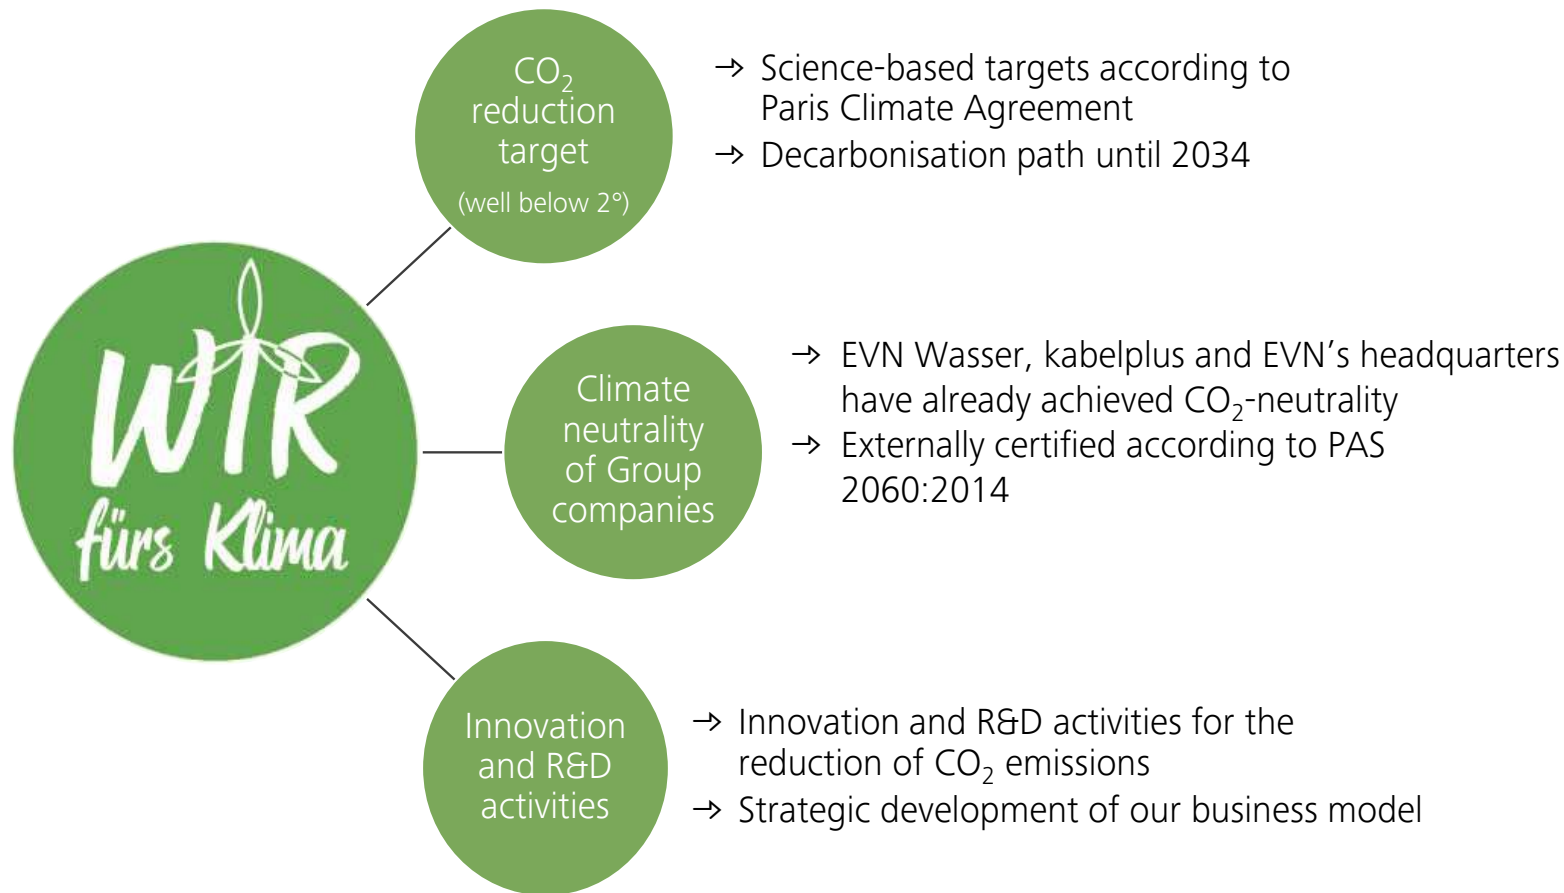 CO₂
reduction
target
(well below 2°)
→ Science-based targets according to
Paris Climate Agreement
→ Decarbonisation path until 2034
WIR
fürs Klima
Climate
neutrality
of Group
companies
→ EVN Wasser, kabelplus and EVN’s headquarters
have already achieved CO₂-neutrality
→ Externally certified according to PAS
2060:2014
Innovation
and R&D
activities
→ Innovation and R&D activities for the
reduction of CO₂ emissions
→ Strategic development of our business model